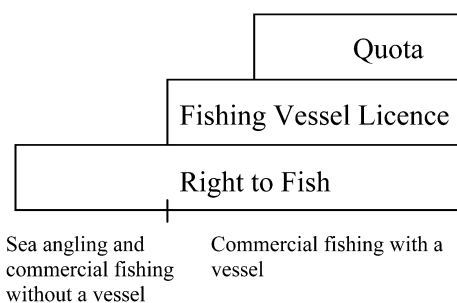 Quota
Fishing Vessel Licence
Right to Fish
Sea angling and
commercial fishing
without a vessel
Commercial fishing with a
vessel